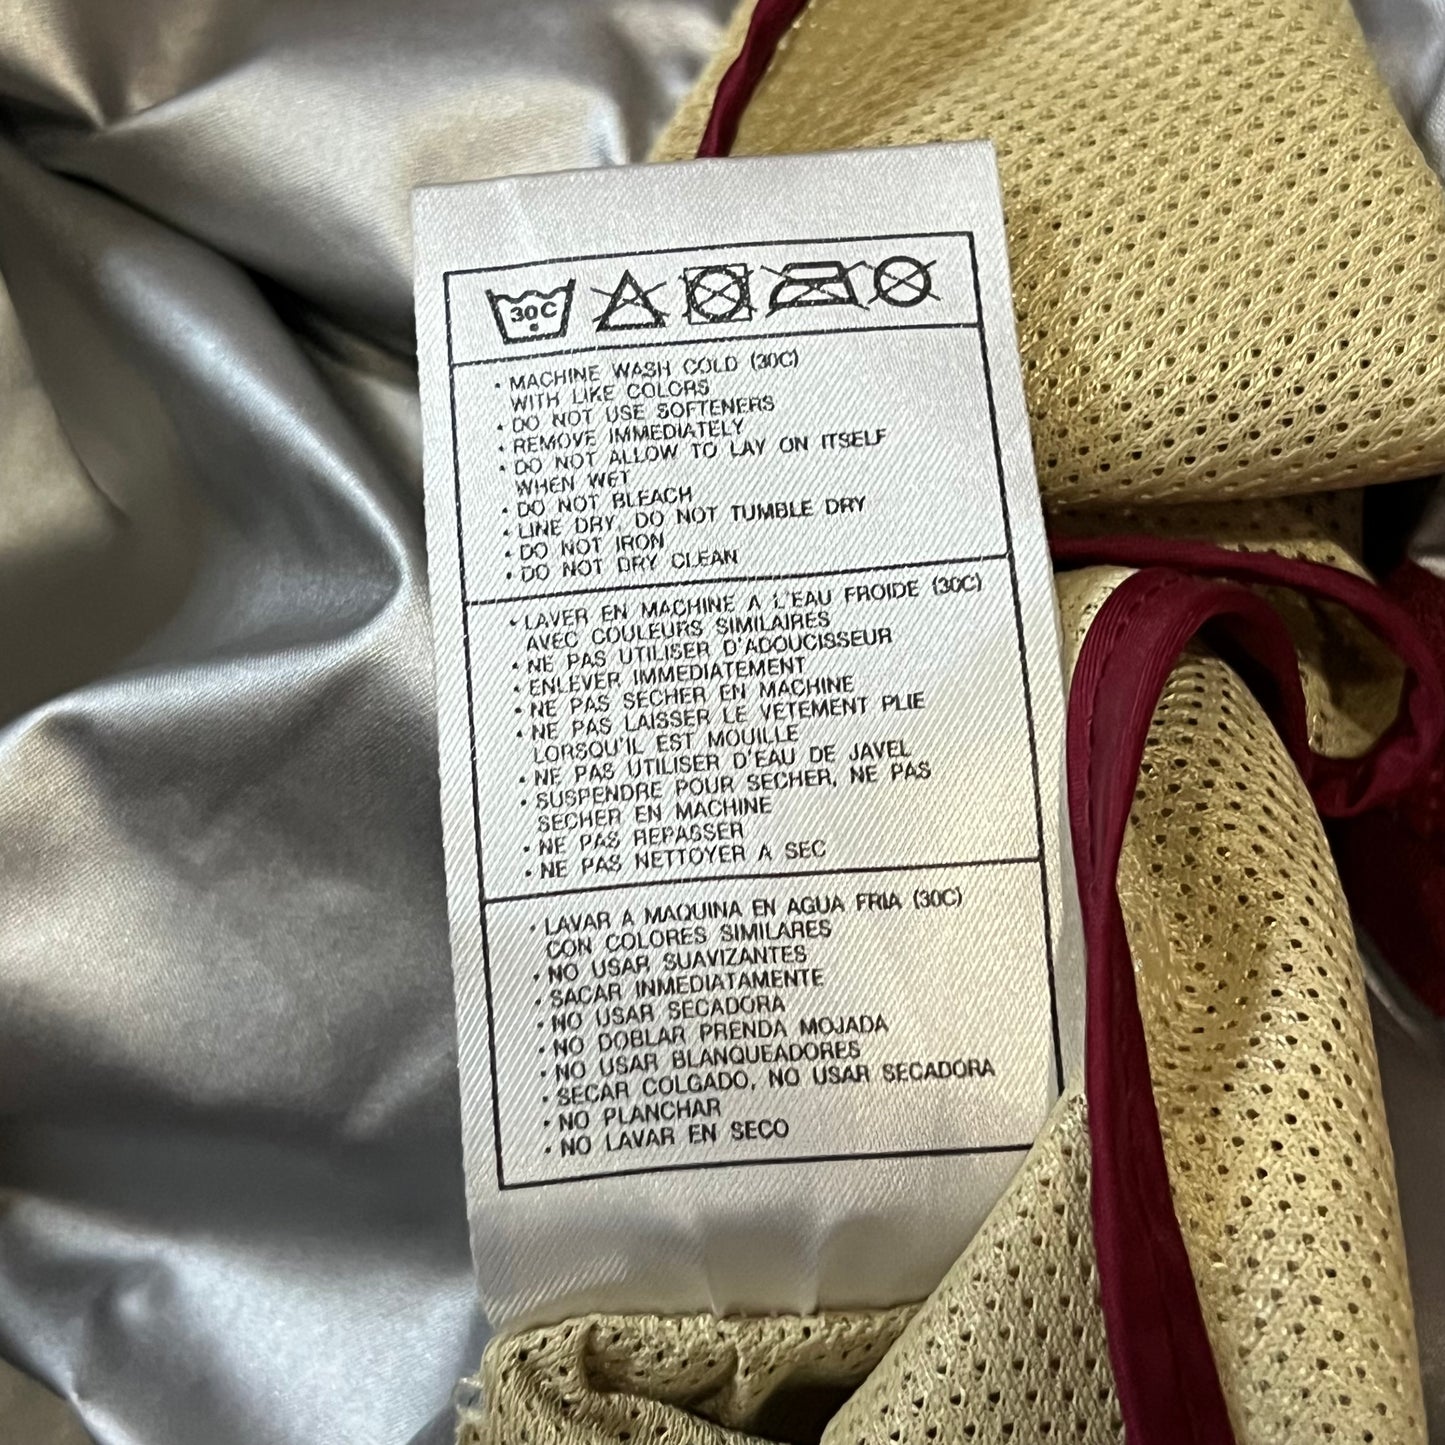 30C
• MACHINE WASH COLD (30C)
WITH LIKE COLORS
• DO NOT USE SOFTENERS
• REMOVE IMMEDIATELY
• DO NOT ALLOW TO LAY ON ITSELF
WHEN WET
• DO NOT BLEACH
• LINE DRY, DO NOT TUMBLE DRY
• DO NOT IRON
• DO NOT DRY CLEAN
• LAVER EN MACHINE A L'EAU FROIDE (30C)
AVEC COULEURS SIMILAIRES
• NE PAS UTILISER D'ADOUCISSEUR
• ENLEVER IMMEDIATEMENT
• NE PAS SECHER EN MACHINE
• NE PAS LAISSER LE VETEMENT PLIE
LORSQU'IL EST MOUILLE
• NE PAS UTILISER D'EAU DE JAVEL
• SUSPENDRE POUR SECHER, NE PAS
SECHER EN MACHINE
• NE PAS REPASSER
• NE PAS NETTOYER A SEC
• LAVAR A MAQUINA EN AGUA FRIA (30C)
CON COLORES SIMILARES
• NO USAR SUAVIZANTES
• SACAR INMEDIATAMENTE
• NO USAR SECADORA
• NO DOBLAR PRENDA MOJADA
• NO USAR BLANQUEADORES
• SECAR COLGADO, NO USAR SECADORA
• NO PLANCHAR
• NO LAVAR EN SECO